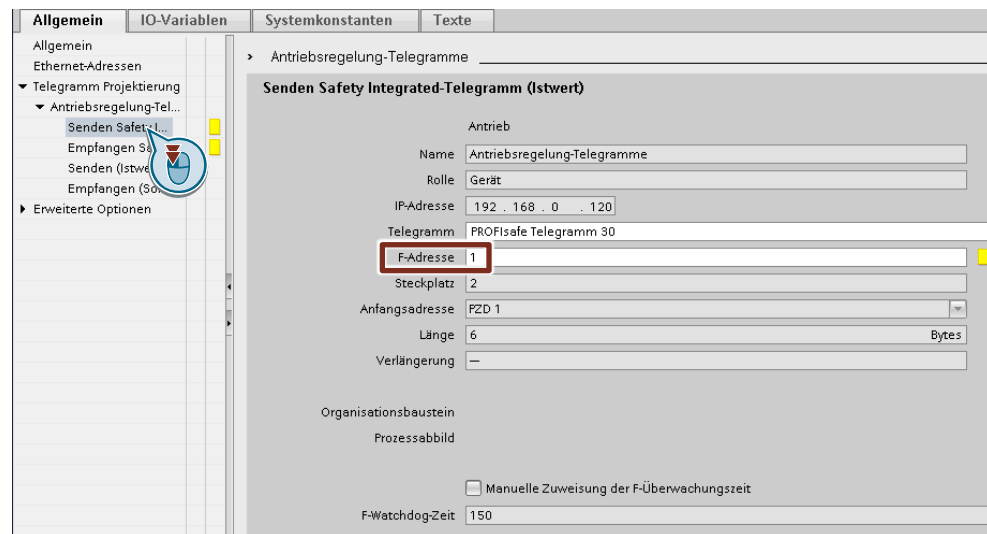 Allgemein IO-Variablen Systemkonstanten Texte
Allgemein
Ethernet-Adressen
Telegramm Projektierung
Antriebsregelung-Tel...
Senden Safety I...
Empfangen
Senden (Istwe
Empfangen
Erweiterte Optionen
Antriebsregelung-Telegramme
Senden Safety Integrated-Telegramm (Istwert)
Antrieb
Name Antriebsregelung-Telegramme
Rolle Gerät
IP-Adresse 192 . 168 . 0 . 120
Telegramm PROFIsafe Telegramm 30
F-Adresse 1
Steckplatz 2
Anfangsadresse PZD 1
Länge 6 Bytes
Verlängerung —
Organisationsbaustein
Prozessabbild
Manuelle Zuweisung der F-Überwachungszeit
F-Watchdog-Zeit 150